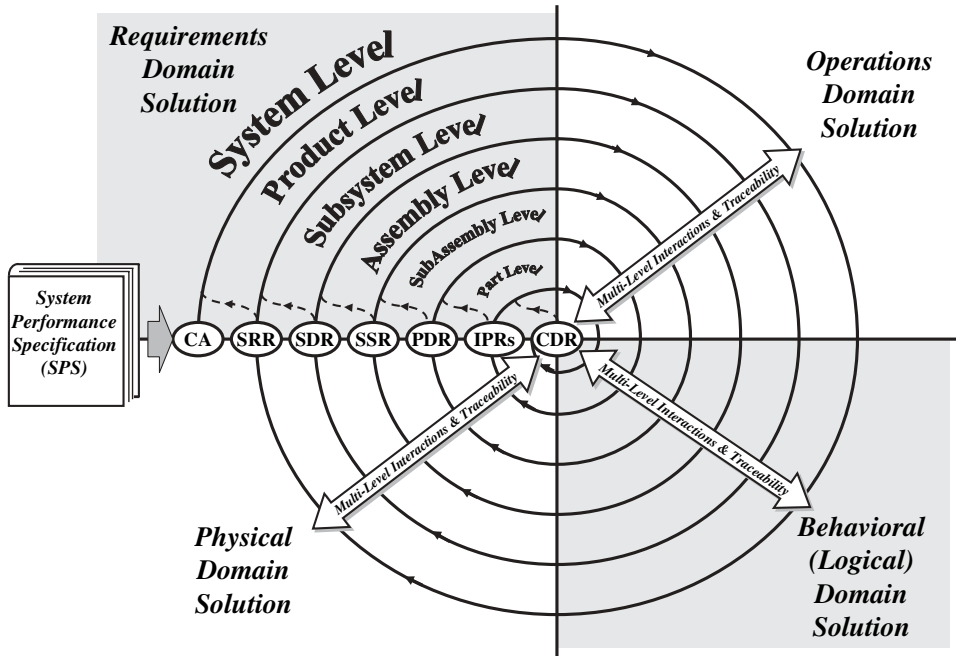 Requirements
Domain
Solution
System Level
Product Level
Subsystem Level
Assembly Level
SubAssembly Level
Part Level
Operations
Domain
Solution
Multi-Level Interactions & Traceability
System
Performance
Specification
(SPS)
CA
SRR
SDR
SSR
PDR
IPRs
CDR
Multi-Level Interactions & Traceability
Multi-Level Interactions & Traceability
Physical
Domain
Solution
Behavioral
(Logical)
Domain
Solution